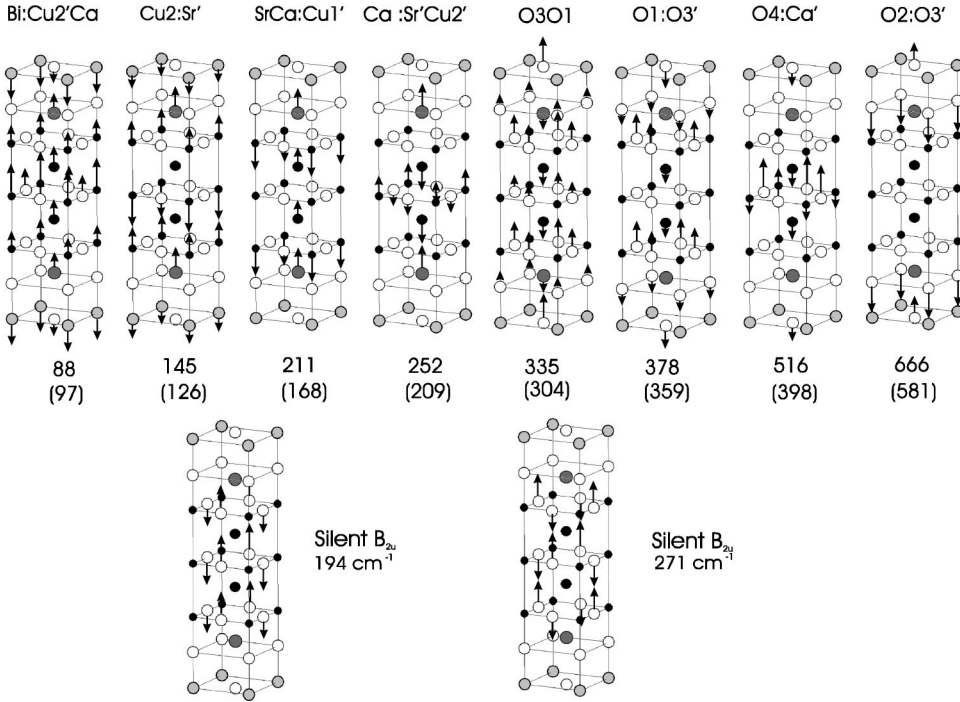 Bi:Cu2'Ca Cu2:Sr' SrCa:Cu1' Ca :Sr'Cu2' O3O1 O1:O3' O4:Ca' O2:O3'
88 145 211 252 335 378 516 666
(97) (126) (168) (209) (304) (359) (398) (581)
Silent B2u
194 cm-1
Silent B2u
271 cm-1